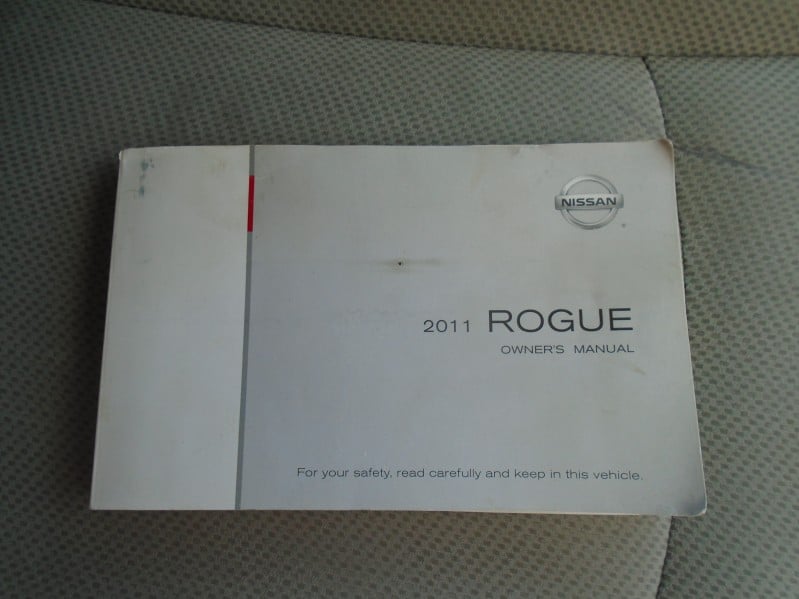 NISSAN
2011 ROGUE
OWNER'S MANUAL
For your safety, read carefully and keep in this vehicle.